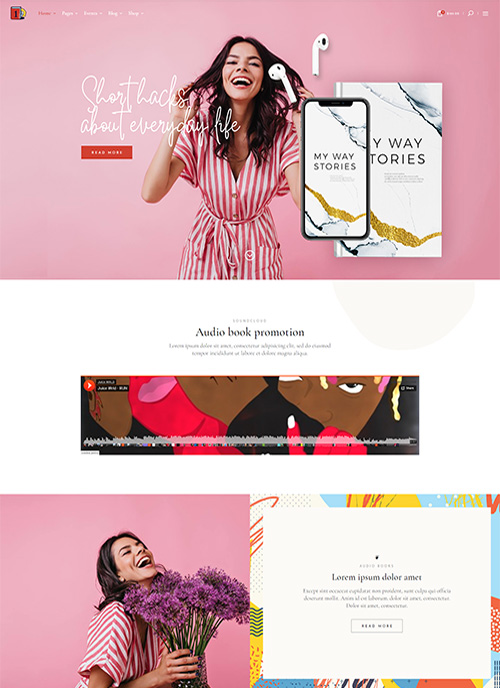 Home Pages Events Blog Shop
Short hacks
about everyday life
READ MORE
MY WAY
STORIES
MY WAY
STORIES
SOUNDCLOUD
Audio book promotion
Lorem ipsum dolor sit amet, consectetur adipiscing elit, sed do eiusmod
tempor incididunt ut labore et dolore magna aliqua
Share
AUDIO BOOKS
Lorem ipsum dolor amet
Excepteur sint occaecat cupidatat non proident, sunt culpa qui officia
deserunt mollit. Anim id est laborum, dolor sit amet, consectetur.
Dolor sit amet, consectetur.
READ MORE